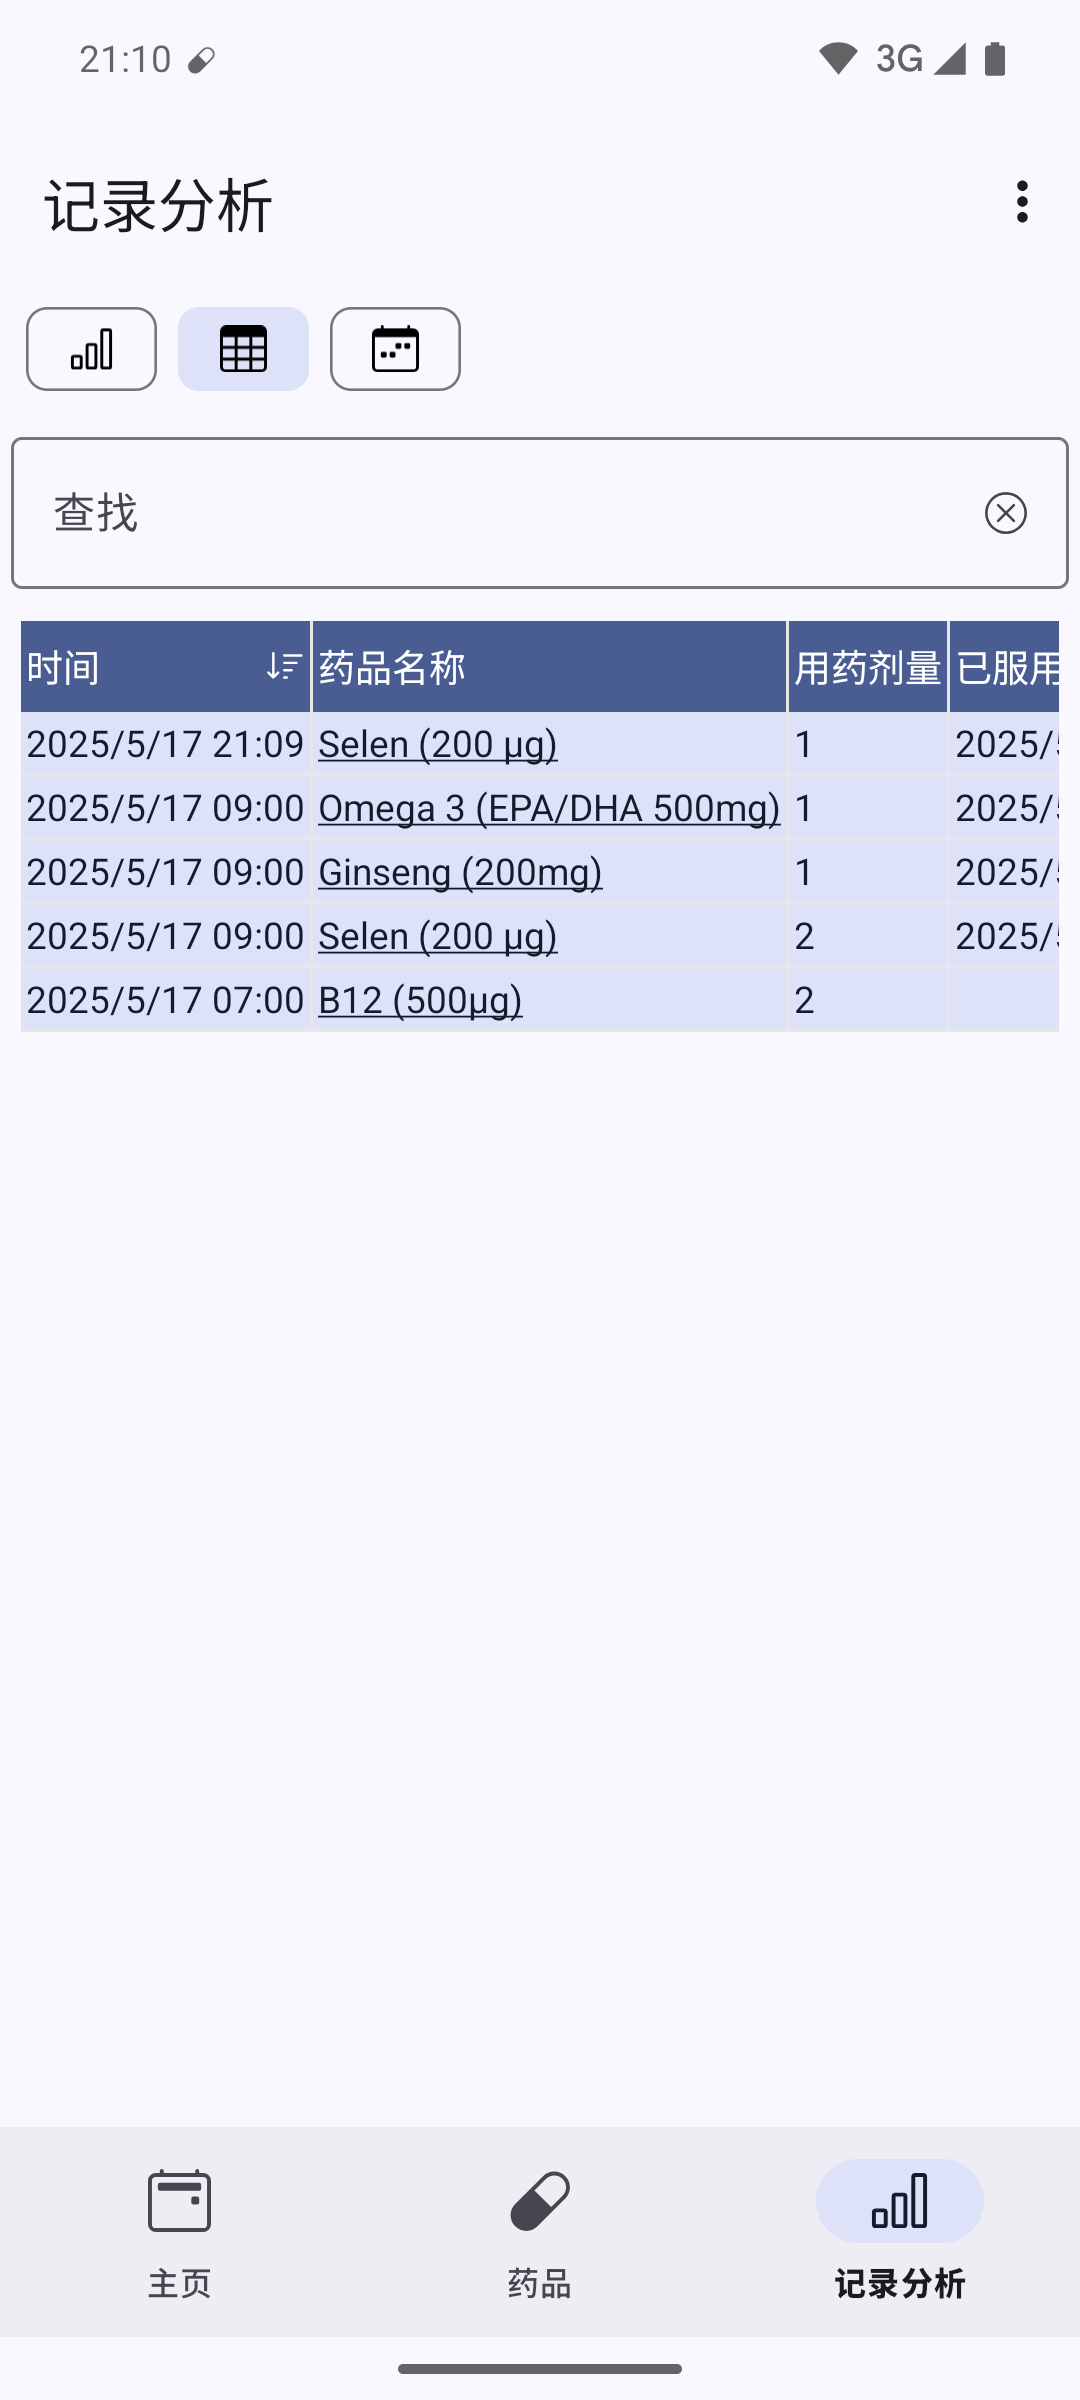 21:10 3G
记录分析
查找
时间 药品名称 用药剂量 已服用
2025/5/17 21:09 Selen (200 µg) 1 2025/
2025/5/17 09:00 Omega 3 (EPA/DHA 500mg) 1 2025/
2025/5/17 09:00 Ginseng (200mg) 1 2025/
2025/5/17 09:00 Selen (200 µg) 2 2025/
2025/5/17 07:00 B12 (500µg) 2
主页 药品 记录分析